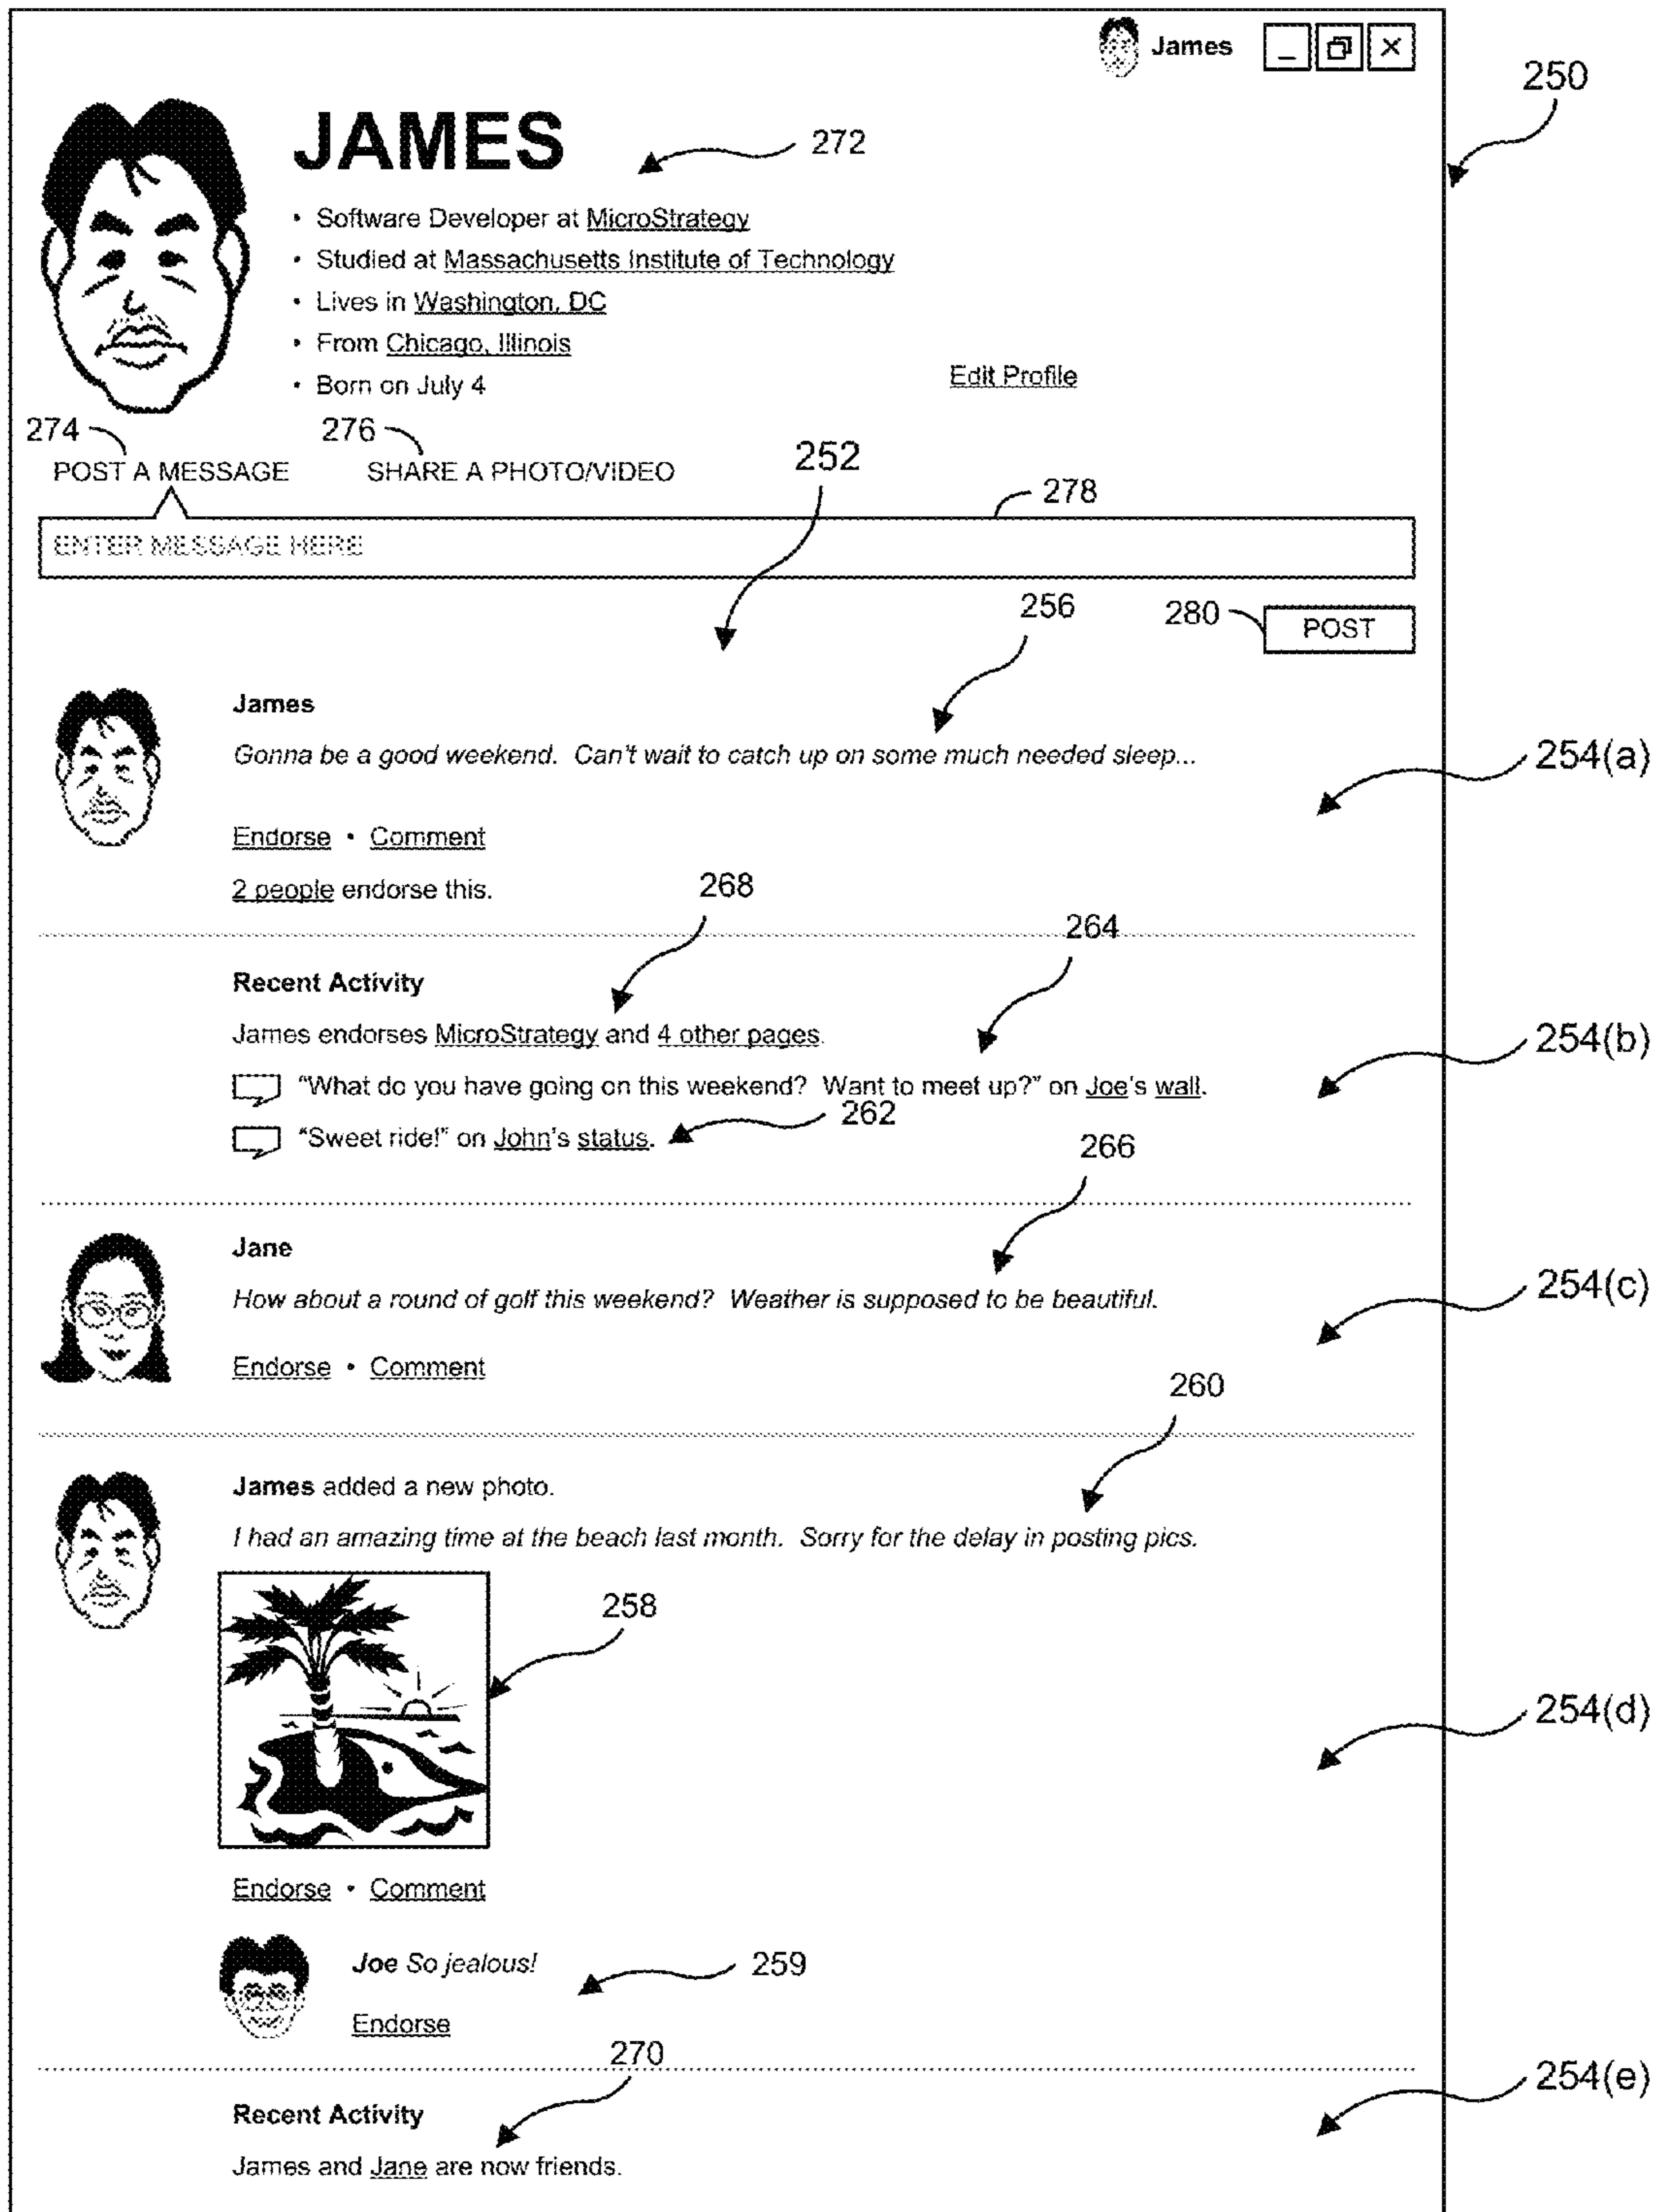 James
250
JAMES
272
• Software Developer at MicroStrategy
• Studied at Massachusetts Institute of Technology
• Lives in Washington, DC
• From Chicago, Illinois
• Born on July 4
Edit Profile
274
276
POST A MESSAGE
SHARE A PHOTO/VIDEO
252
278
ENTER MESSAGE HERE
256
280
POST
James
Gonna be a good weekend. Can't wait to catch up on some much needed sleep...
254(a)
Endorse • Comment
2 people endorse this.
268
264
Recent Activity
James endorses MicroStrategy and 4 other pages.
254(b)
"What do you have going on this weekend? Want to meet up?" on Joe's wall.
262
"Sweet ride!" on John's status.
266
Jane
How about a round of golf this weekend? Weather is supposed to be beautiful.
254(c)
Endorse • Comment
260
James added a new photo.
I had an amazing time at the beach last month. Sorry for the delay in posting pics.
258
254(d)
Endorse • Comment
Joe So jealous!
259
Endorse
270
254(e)
Recent Activity
James and Jane are now friends.